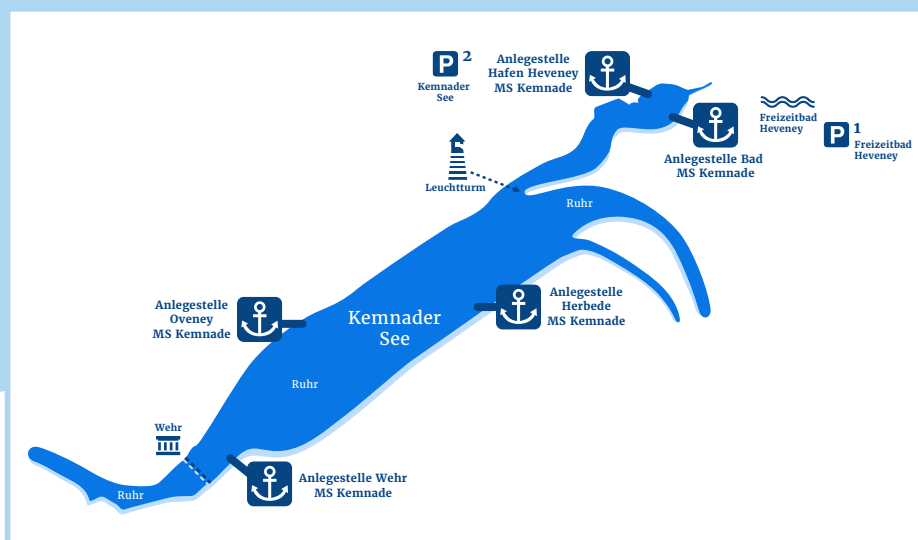 P 2
Kemnader
See
Anlegestelle
Hafen Heveney
MS Kemnade
Freizeitbad
Heveney
P 1
Freizeitbad
Heveney
Anlegestelle Bad
MS Kemnade
Leuchtturm
Ruhr
Anlegestelle
Oveney
MS Kemnade
Anlegestelle
Herbede
MS Kemnade
Kemnader
See
Ruhr
Wehr
Anlegestelle Wehr
MS Kemnade
Ruhr